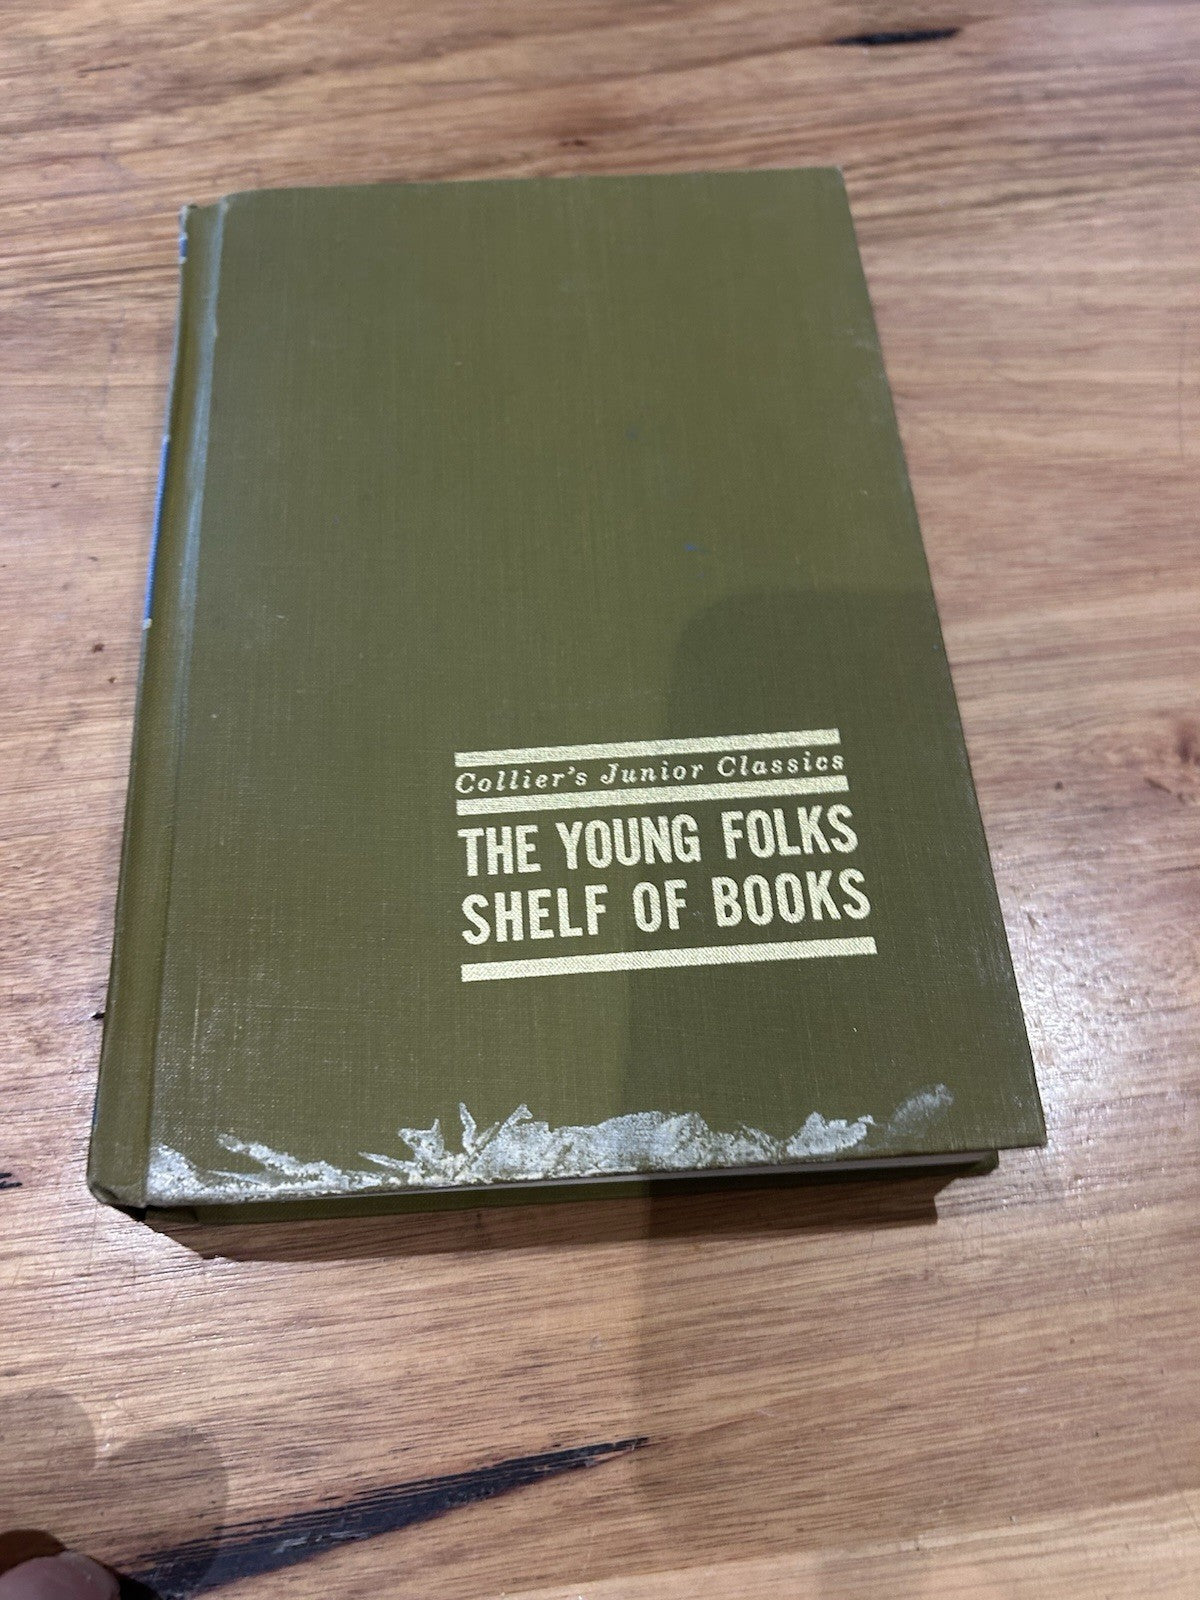 Collier's Junior Classics
THE YOUNG FOLKS
SHELF OF BOOKS